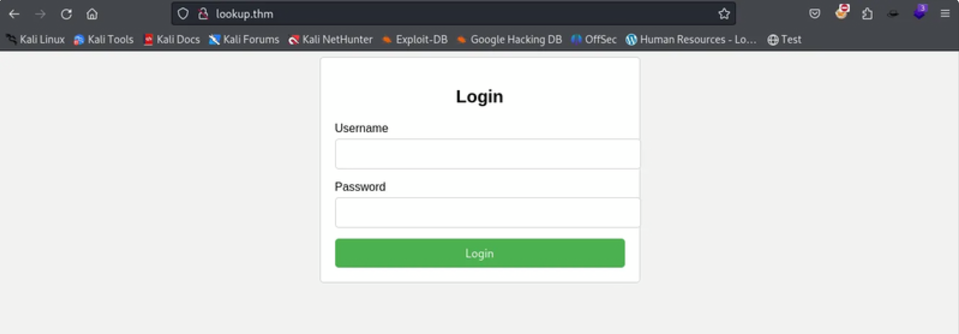 lookup.thm
Kali Linux Kali Tools Kali Docs Kali Forums Kali NetHunter Exploit-DB Google Hacking DB OffSec Human Resources - Lo... Test
Login
Username
Password
Login